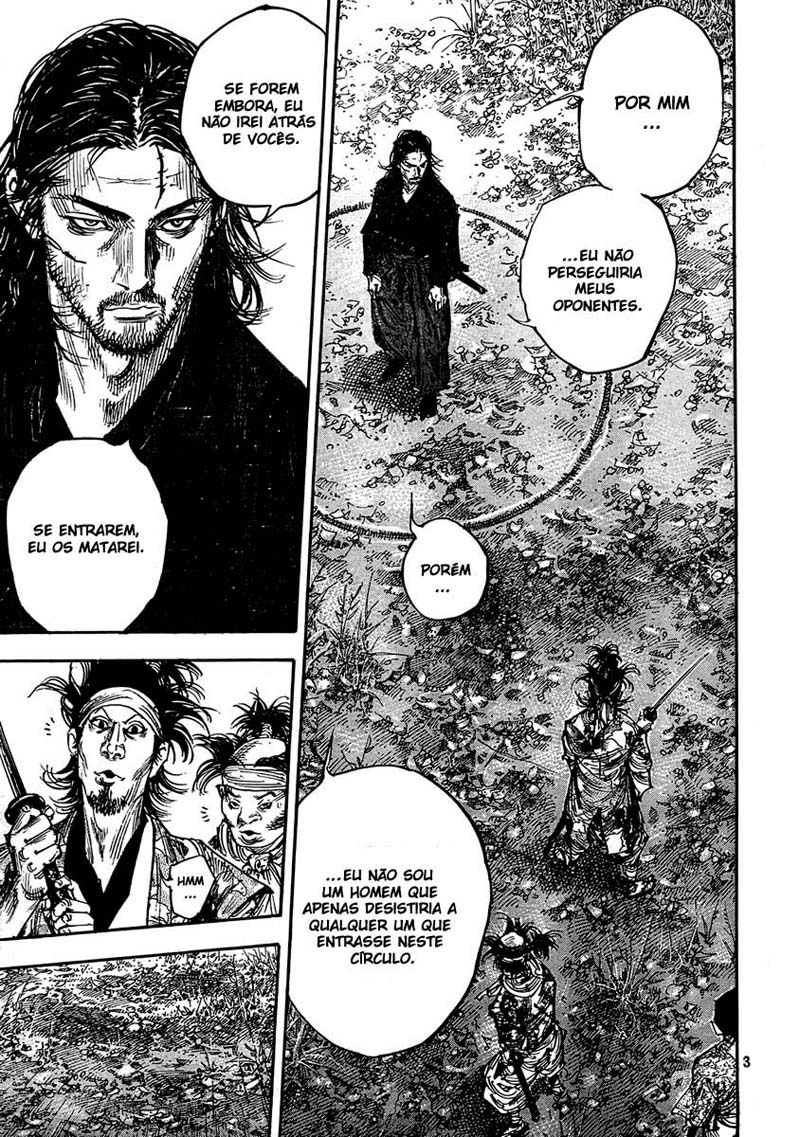 POR MIM
...
...EU NÃO
PERSEGUIRIA
MEUS
OPONENTES.
PORÉM
...
...EU NÃO SOU
UM HOMEM QUE
APENAS DESISTIRIA A
QUALQUER UM QUE
ENTRASSE NESTE
CÍRCULO.
SE FOREM
EMBORA, EU
NÃO IREI ATRÁS
DE VOCÊS.
SE ENTRAREM,
EU OS MATAREI.
HMM
...
3